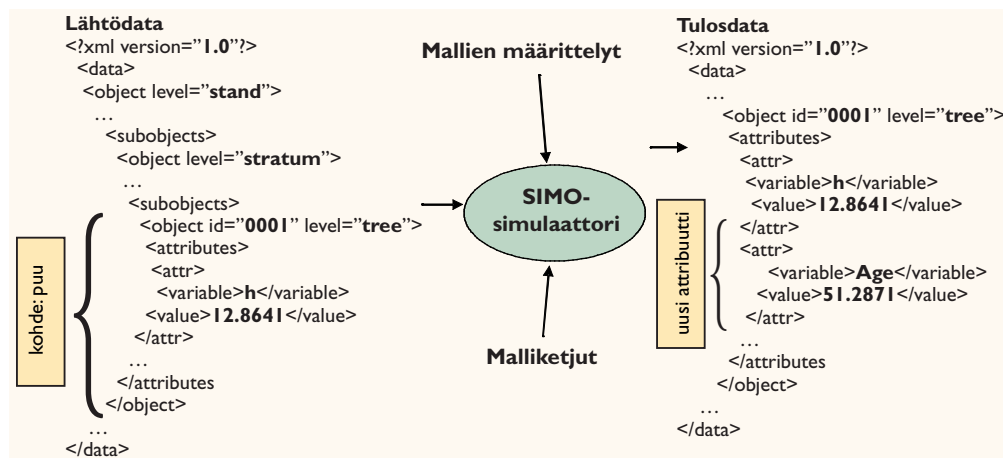 Lähtödata
<?xml version=”1.0”?>
<data>
<object level=”stand”>
…
<subobjects>
<object level=”stratum”>
…
<subobjects>
<object id=”0001” level=”tree”>
<attributes>
<attr>
<variable>h</variable>
<value>12.8641</value>
</attr>
…
</attributes
</object>
…
</data>
kohde: puu
Mallien määrittelyt
SIMO-
simulaattori
Malliketjut
Tulosdata
<?xml version=”1.0”?>
<data>
…
<object id=”0001” level=”tree”>
<attributes>
<attr>
<variable>h</variable>
<value>12.8641</value>
</attr>
<attr>
<variable>Age</variable>
<value>51.2871</value>
</attr>
…
</attributes
</object>
…
</data>
uusi attribuutti